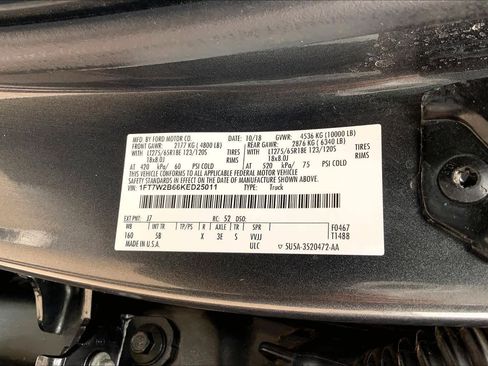 MFD. BY FORD MOTOR CO.
DATE: 10/18 GVWR: 4536 KG (10000 LB)
FRONT GAWR: 2177 KG (4800 LB) REAR GAWR: 2876 KG (6340 LB)
WITH LT275/65R18E 123/120S TIRES WITH LT275/65R18E 123/120S TIRES
18x8.0J RIMS 18x8.0J RIMS
AT 420 kPa/ 60 PSI COLD AT 520 kPa/ 75 PSI COLD
THIS VEHICLE CONFORMS TO ALL APPLICABLE FEDERAL MOTOR VEHICLE
SAFETY STANDARDS IN EFFECT ON THE DATE OF MANUFACTURE SHOWN ABOVE.
VIN: 1FT7W2B66KED25011 TYPE: Truck
EXT PNT: J7 RC: 52 DSO:
WB INT TR TP/PS R AXLE TR SPR F0467
160 5B X 3E S VVJJ T1488
MADE IN U.S.A. ULC 5U5A-3520472-AA